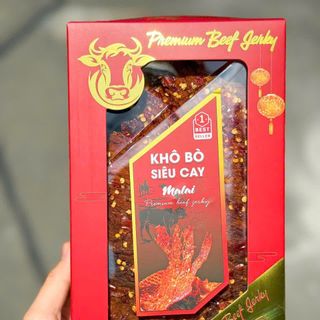 Premium Beef Jerky
1
BEST
SELLER
KHÔ BÒ
SIÊU CAY
Malai
Premium beef jerky
Beef Jerky